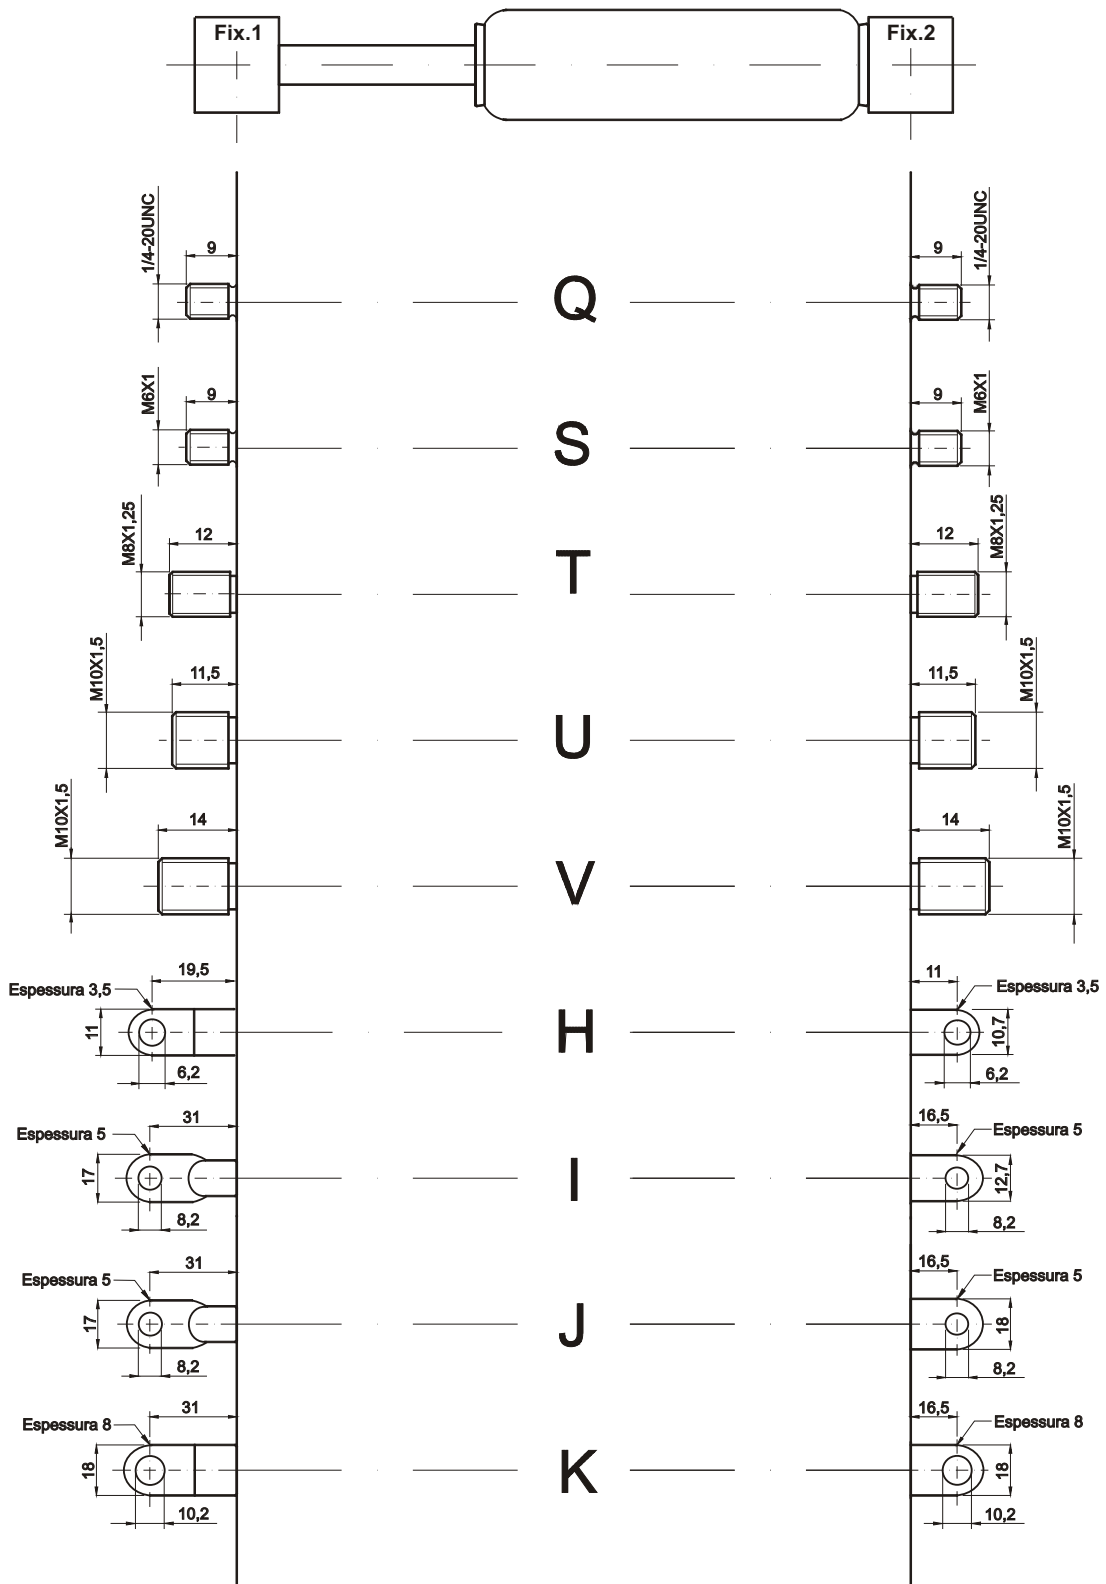 Fix.1
Fix.2
1/4-20UNC
9
Q
9
1/4-20UNC
M6X1
9
S
9
M6X1
M8X1,25
12
T
12
M8X1,25
M10X1,5
11,5
U
11,5
M10X1,5
M10X1,5
14
V
14
M10X1,5
19,5
Espessura 3,5
11
6,2
H
11
Espessura 3,5
10,7
6,2
31
Espessura 5
17
8,2
I
16,5
Espessura 5
12,7
8,2
31
Espessura 5
17
8,2
J
16,5
Espessura 5
18
8,2
31
Espessura 8
18
10,2
K
16,5
Espessura 8
18
10,2